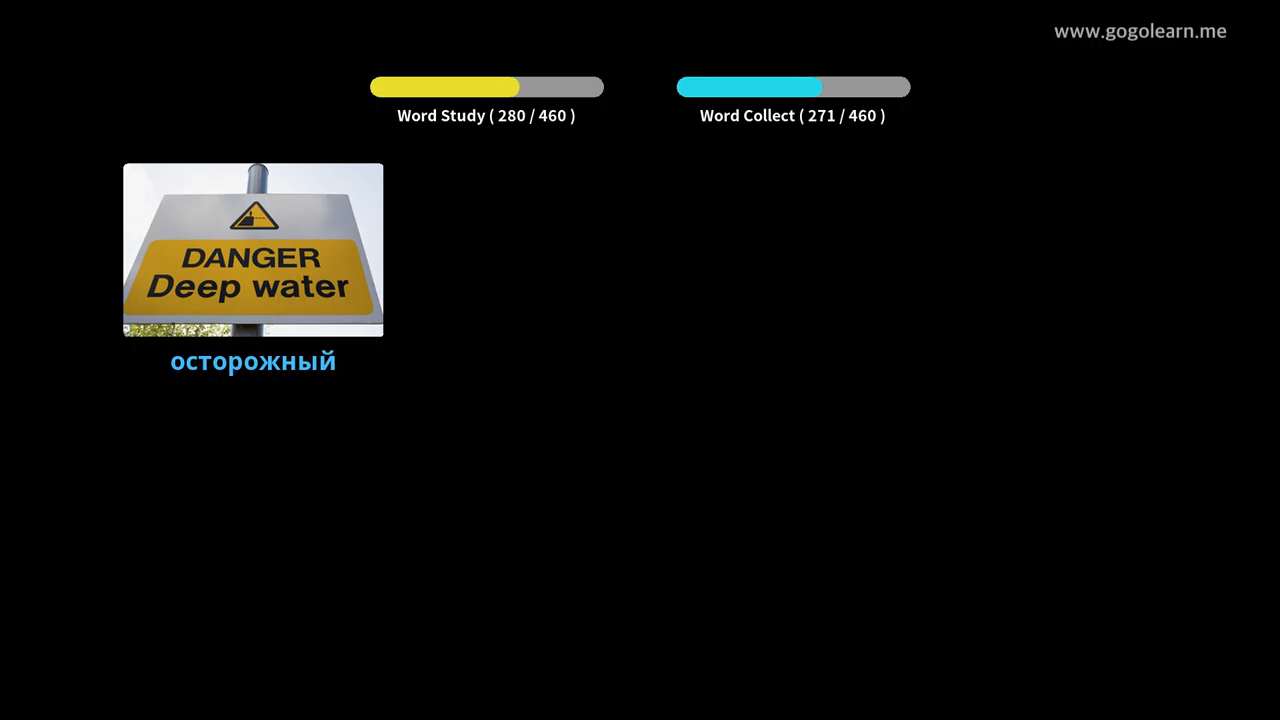 www.gogolearn.me
Word Study ( 280 / 460 )
Word Collect ( 271 / 460 )
DANGER
Deep water
осторожный